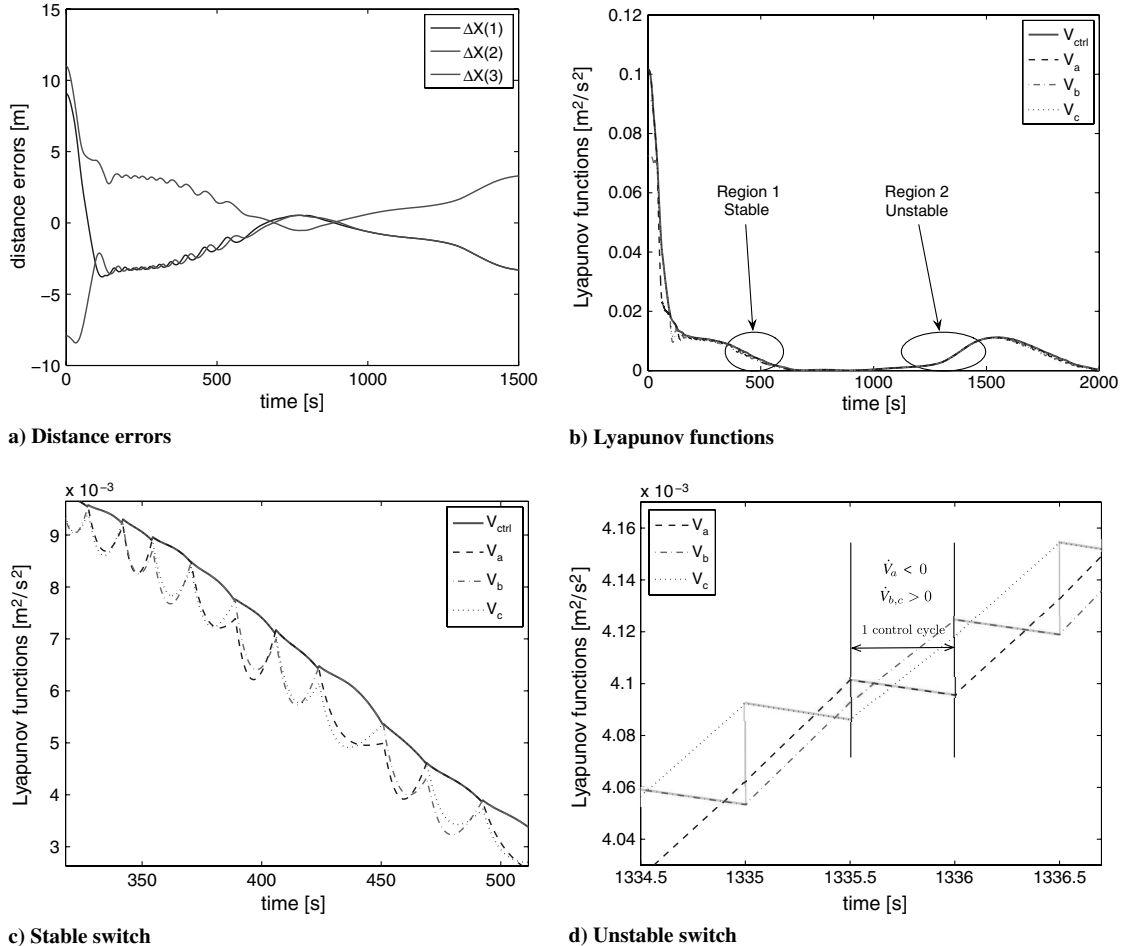 15
10
5
0
−5
−10
distance errors [m]
0
500
1000
1500
time [s]
ΔX(1)
ΔX(2)
ΔX(3)
a) Distance errors
0.12
0.1
0.08
0.06
0.04
0.02
0
Lyapunov functions [m²/s²]
0
500
1000
1500
2000
time [s]
V_ctrl
V_a
V_b
V_c
Region 1
Stable
Region 2
Unstable
b) Lyapunov functions
x 10⁻³
9
8
7
6
5
4
3
Lyapunov functions [m²/s²]
350
400
450
500
time [s]
V_ctrl
V_a
V_b
V_c
c) Stable switch
x 10⁻³
4.16
4.14
4.12
4.1
4.08
4.06
4.04
Lyapunov functions [m²/s²]
1334.5
1335
1335.5
1336
1336.5
time [s]
V_a
V_b
V_c
V̇_a < 0
V̇_b,c > 0
1 control cycle
d) Unstable switch